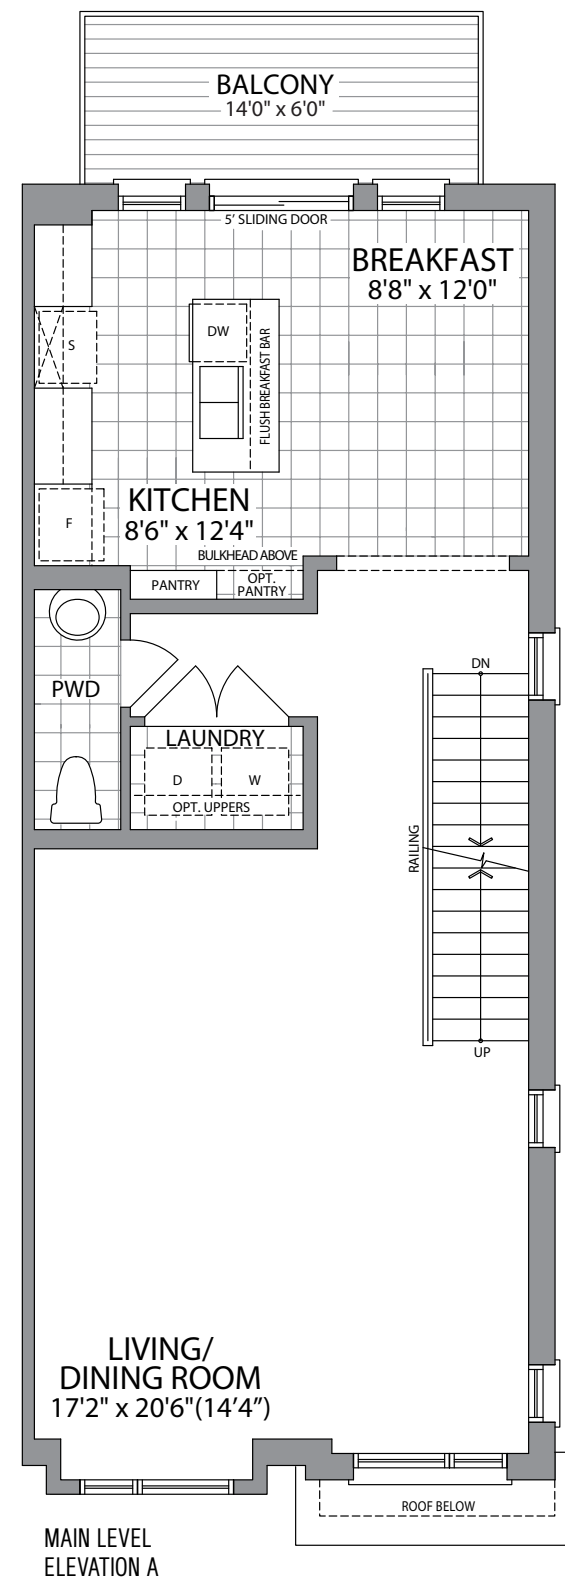 BALCONY
14'0" x 6'0"
5' SLIDING DOOR
BREAKFAST
8'8" x 12'0"
DW
S
FLUSH BREAKFAST BAR
KITCHEN
8'6" x 12'4"
F
BULKHEAD ABOVE
PANTRY
OPT.
PANTRY
DN
PWD
LAUNDRY
D
W
OPT. UPPERS
RAILING
UP
LIVING/
DINING ROOM
17'2" x 20'6"(14'4")
ROOF BELOW
MAIN LEVEL
ELEVATION A